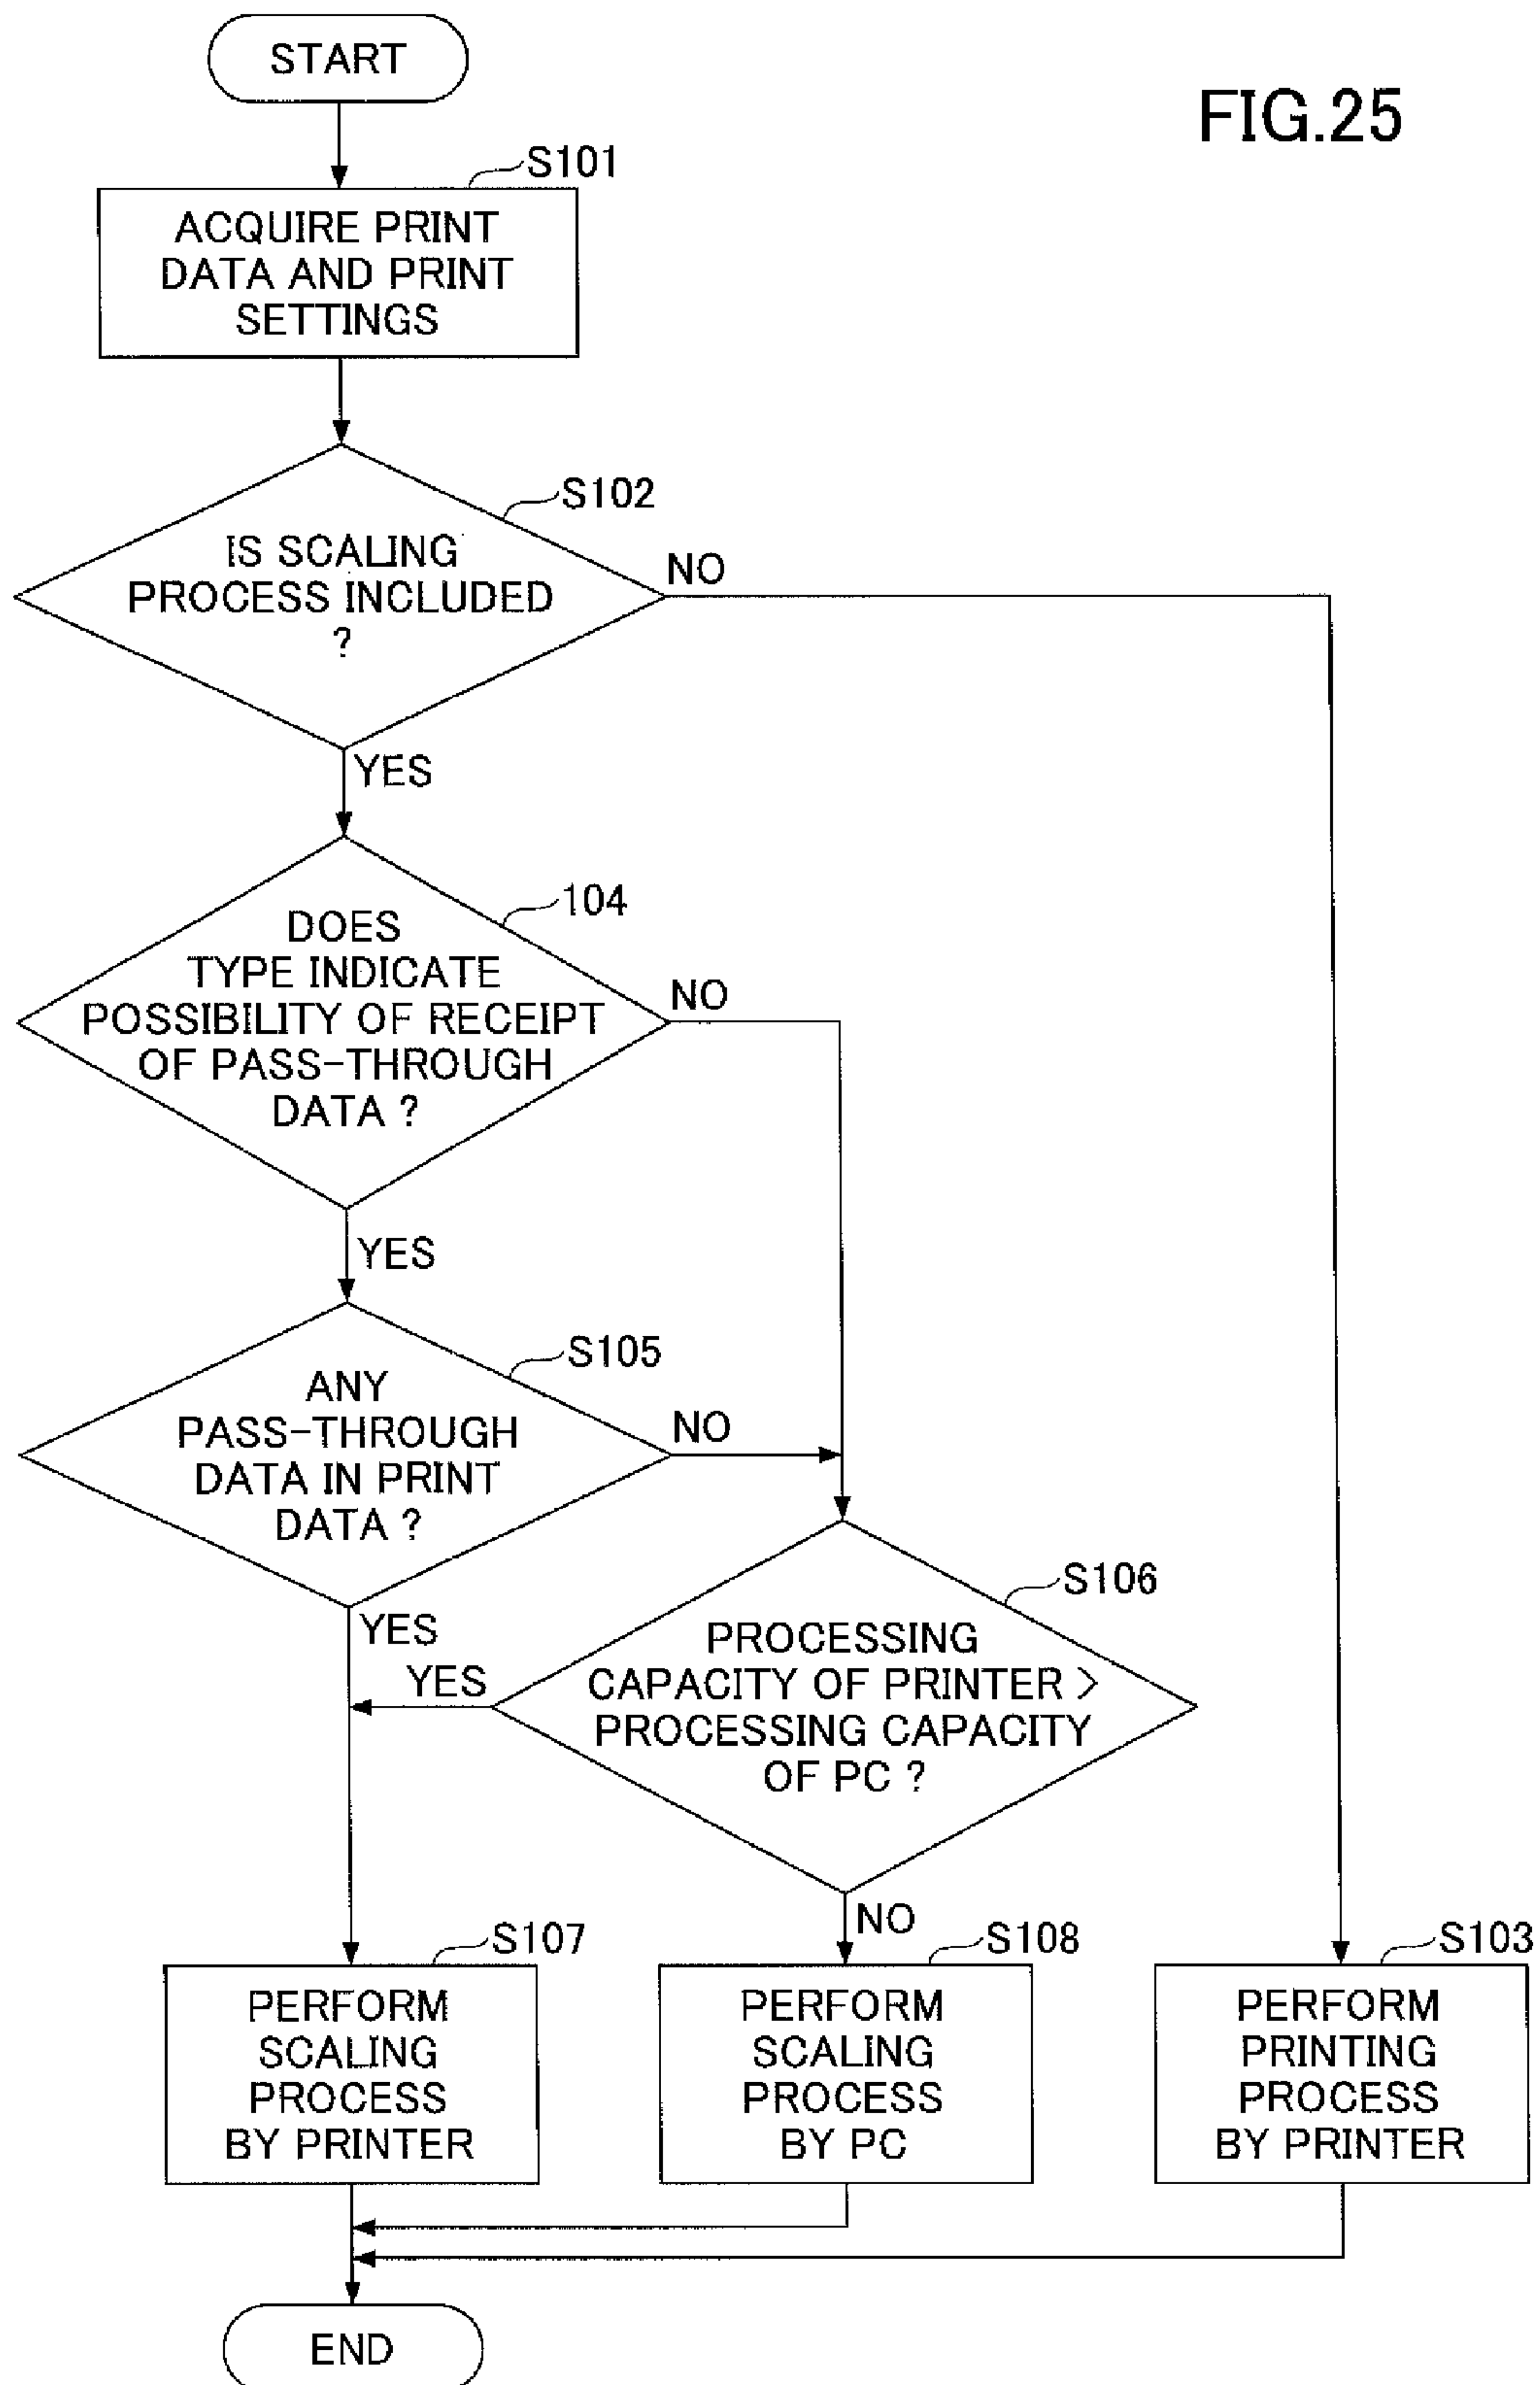 START
FIG.25
S101
ACQUIRE PRINT
DATA AND PRINT
SETTINGS
S102
IS SCALING
PROCESS INCLUDED
?
NO
YES
104
DOES
TYPE INDICATE
POSSIBILITY OF RECEIPT
OF PASS-THROUGH
DATA ?
NO
YES
S105
ANY
PASS-THROUGH
DATA IN PRINT
DATA ?
NO
YES
S106
PROCESSING
CAPACITY OF PRINTER >
PROCESSING CAPACITY
OF PC ?
YES
NO
S107
PERFORM
SCALING
PROCESS
BY PRINTER
S108
PERFORM
SCALING
PROCESS
BY PC
S103
PERFORM
PRINTING
PROCESS
BY PRINTER
END